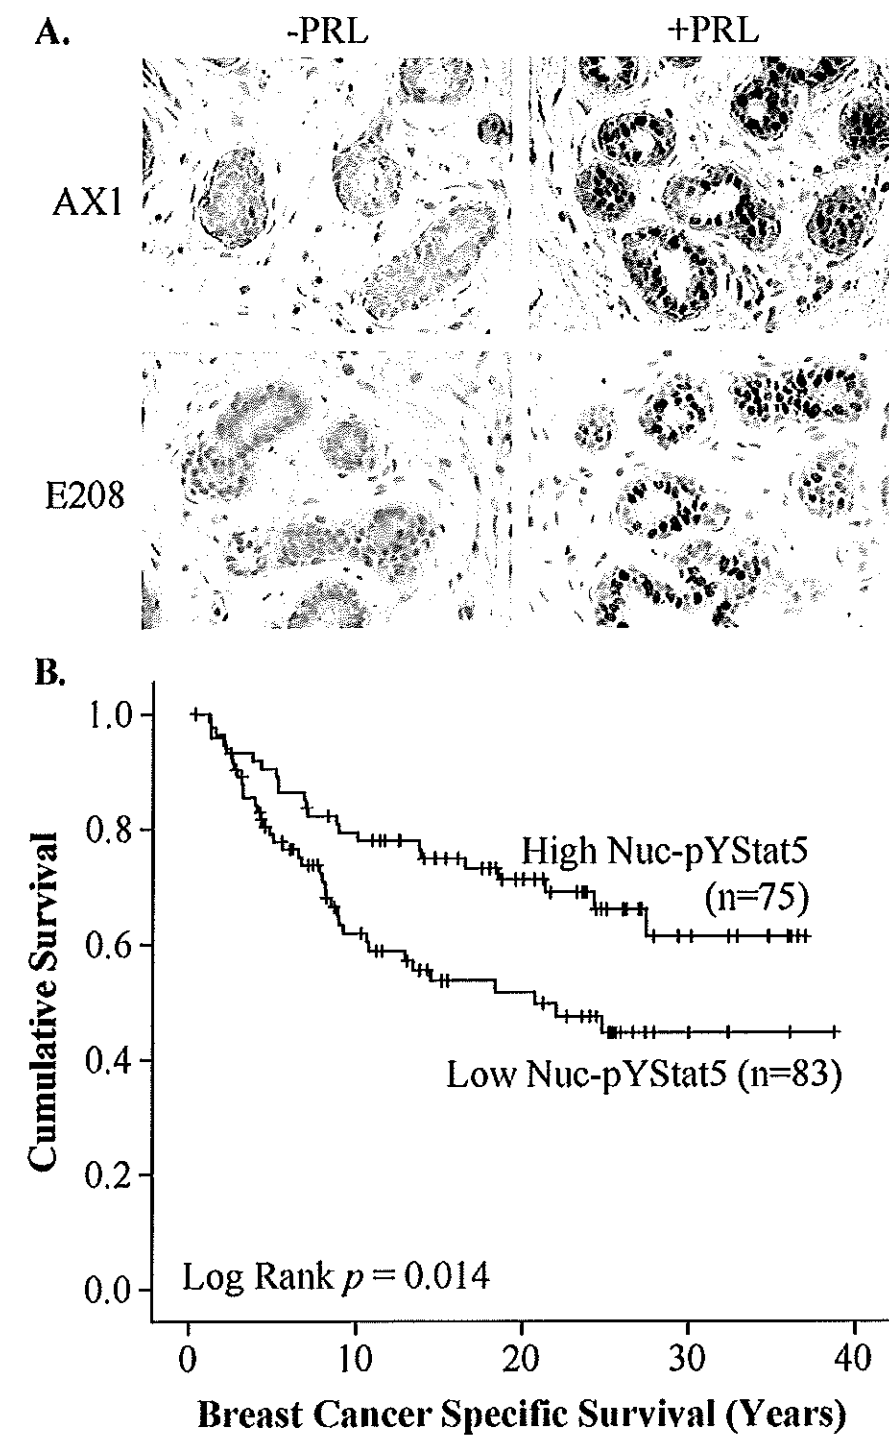 A.
-PRL
+PRL
AX1
E208
B.
1.0
0.8
0.6
0.4
0.2
0.0
Cumulative Survival
High Nuc-pYStat5
(n=75)
Low Nuc-pYStat5 (n=83)
Log Rank p = 0.014
0 10 20 30 40
Breast Cancer Specific Survival (Years)